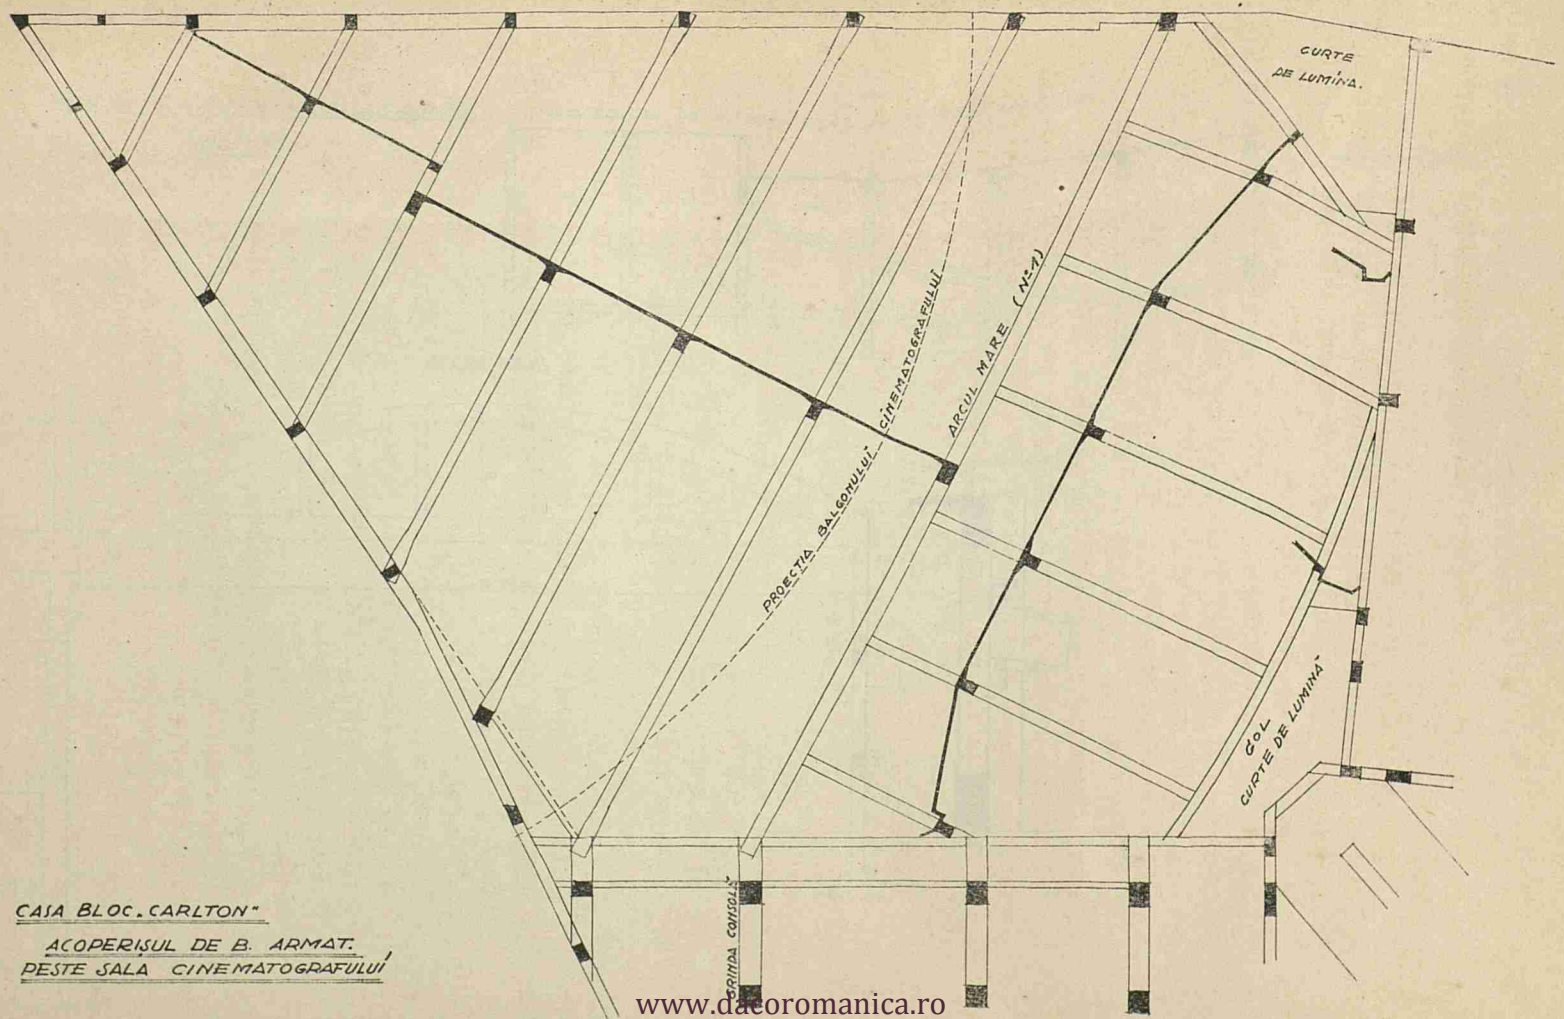 CURTE
DE LUMINA.
ARCUL MARE (Nº1)
PROECTIA BALCONULUI CINEMATOGRAFULUI
GOL
CURTE DE LUMINA
GRINDA CONSOLĂ
CASA BLOC „CARLTON"
ACOPERISUL DE B. ARMAT.
PESTE SALA CINEMATOGRAFULUI
www.dacoromanica.ro